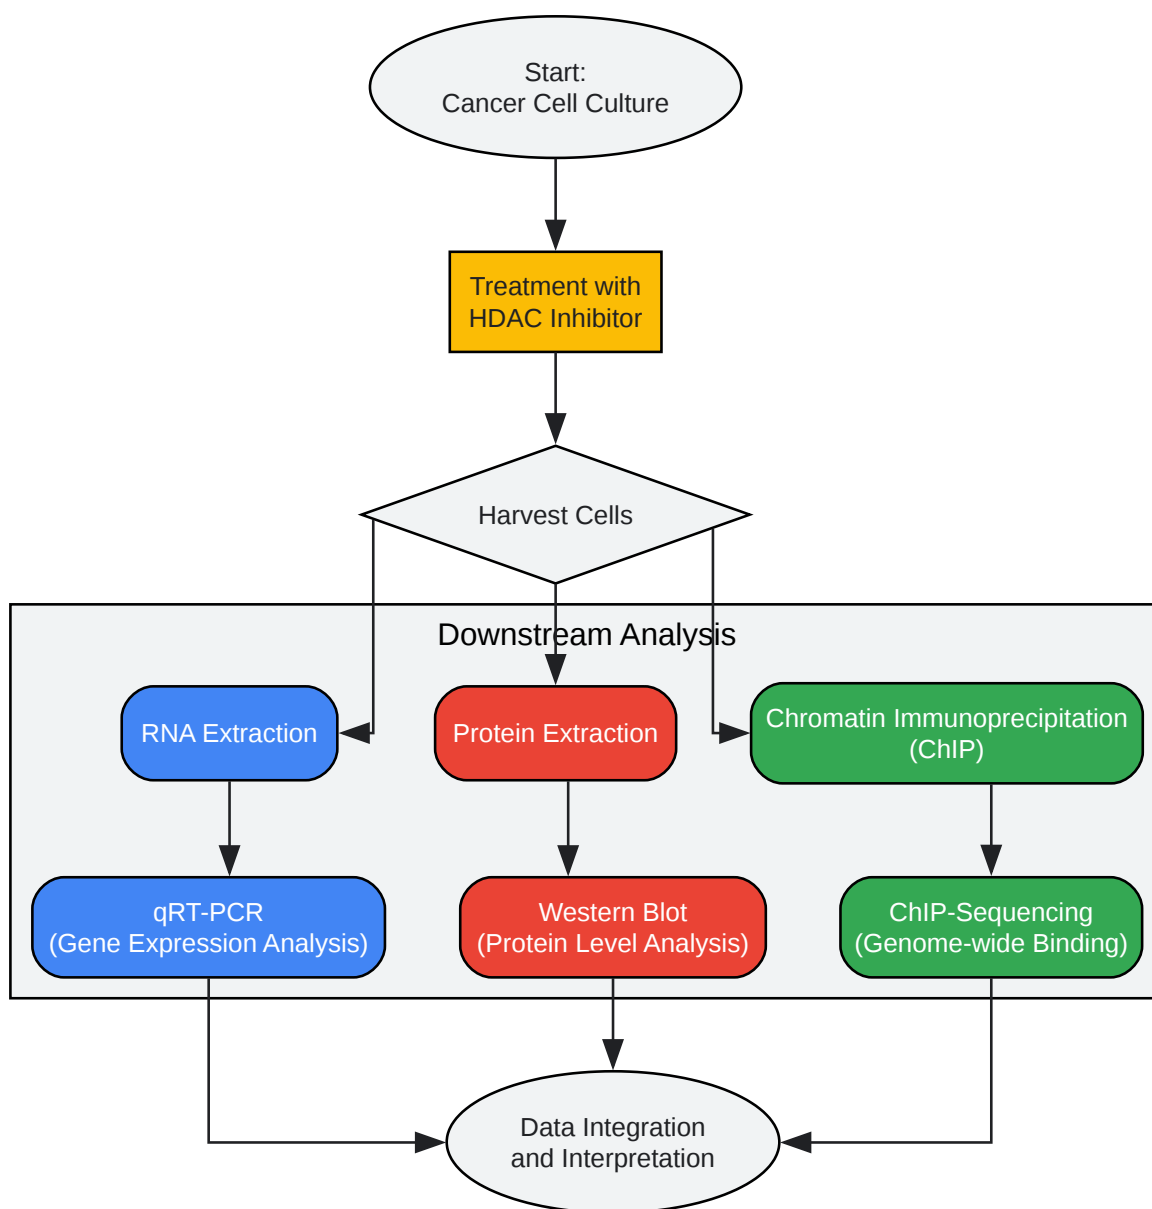 Start:
Cancer Cell Culture
Treatment with
HDAC Inhibitor
Harvest Cells
Downstream Analysis
RNA Extraction
Protein Extraction
Chromatin Immunoprecipitation
(ChIP)
qRT-PCR
(Gene Expression Analysis)
Western Blot
(Protein Level Analysis)
ChIP-Sequencing
(Genome-wide Binding)
Data Integration
and Interpretation